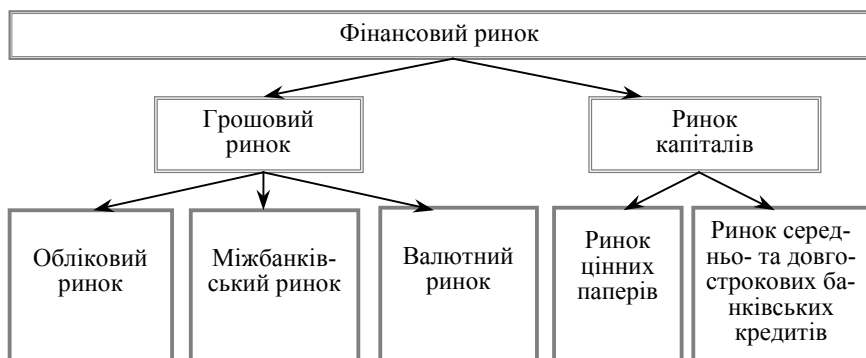 Фінансовий ринок
Грошовий
ринок
Ринок
капіталів
Обліковий
ринок
Міжбанків-
ський ринок
Валютний
ринок
Ринок
цінних
паперів
Ринок серед-
ньо- та довго-
строкових ба-
нківських
кредитів